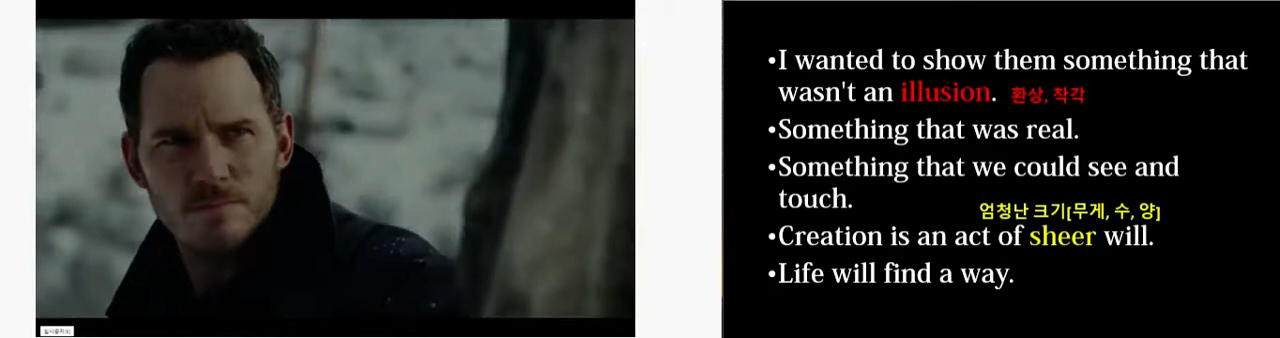 •I wanted to show them something that
wasn't an illusion. 환상, 착각
•Something that was real.
•Something that we could see and
touch.
엄청난 크기[무게, 수, 양]
•Creation is an act of sheer will.
•Life will find a way.